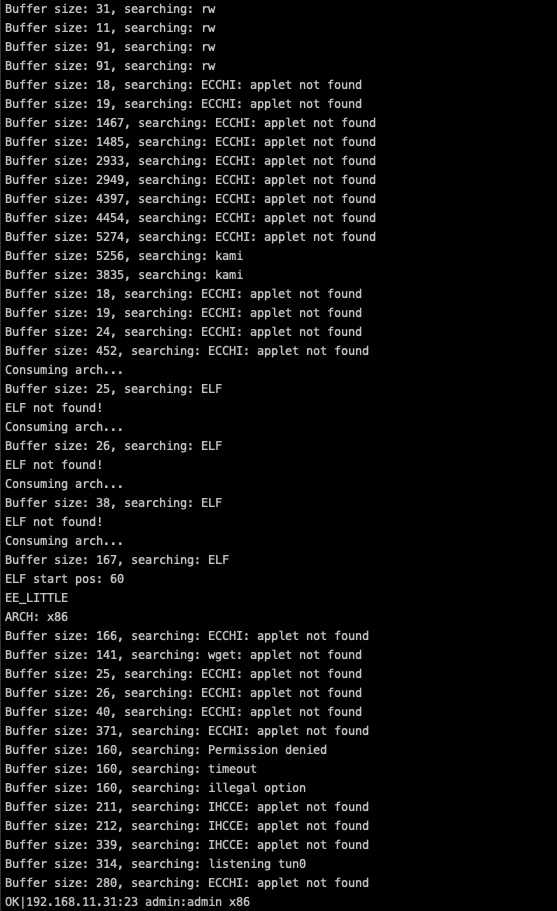 Buffer size: 31, searching: rw
Buffer size: 11, searching: rw
Buffer size: 91, searching: rw
Buffer size: 91, searching: rw
Buffer size: 18, searching: ECCHI: applet not found
Buffer size: 19, searching: ECCHI: applet not found
Buffer size: 1467, searching: ECCHI: applet not found
Buffer size: 1485, searching: ECCHI: applet not found
Buffer size: 2933, searching: ECCHI: applet not found
Buffer size: 2949, searching: ECCHI: applet not found
Buffer size: 4397, searching: ECCHI: applet not found
Buffer size: 4454, searching: ECCHI: applet not found
Buffer size: 5274, searching: ECCHI: applet not found
Buffer size: 5256, searching: kami
Buffer size: 3835, searching: kami
Buffer size: 18, searching: ECCHI: applet not found
Buffer size: 19, searching: ECCHI: applet not found
Buffer size: 24, searching: ECCHI: applet not found
Buffer size: 452, searching: ECCHI: applet not found
Consuming arch...
Buffer size: 25, searching: ELF
ELF not found!
Consuming arch...
Buffer size: 26, searching: ELF
ELF not found!
Consuming arch...
Buffer size: 38, searching: ELF
ELF not found!
Consuming arch...
Buffer size: 167, searching: ELF
ELF start pos: 60
EE_LITTLE
ARCH: x86
Buffer size: 166, searching: ECCHI: applet not found
Buffer size: 141, searching: wget: applet not found
Buffer size: 25, searching: ECCHI: applet not found
Buffer size: 26, searching: ECCHI: applet not found
Buffer size: 40, searching: ECCHI: applet not found
Buffer size: 371, searching: ECCHI: applet not found
Buffer size: 160, searching: Permission denied
Buffer size: 160, searching: timeout
Buffer size: 160, searching: illegal option
Buffer size: 211, searching: IHCCE: applet not found
Buffer size: 212, searching: IHCCE: applet not found
Buffer size: 339, searching: IHCCE: applet not found
Buffer size: 314, searching: listening tun0
Buffer size: 280, searching: ECCHI: applet not found
OK|192.168.11.31:23 admin:admin x86